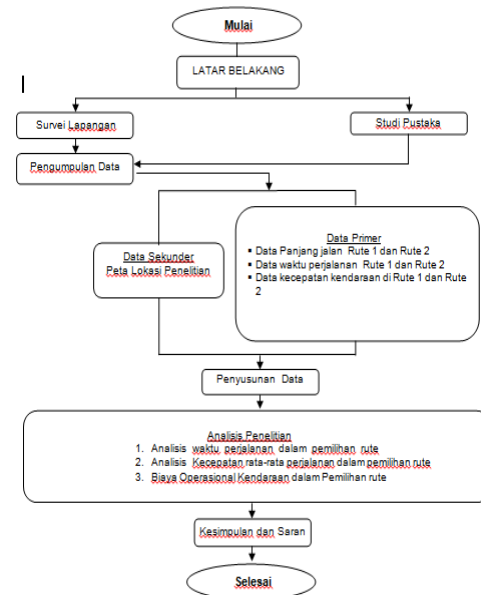 Mulai
LATAR BELAKANG
Survei Lapangan
Studi Pustaka
Pengumpulan Data
Data Sekunder
Peta Lokasi Penelitian
Data Primer
▪ Data Panjang jalan Rute 1 dan Rute 2
▪ Data waktu perjalanan Rute 1 dan Rute 2
▪ Data kecepatan kendaraan di Rute 1 dan Rute
2
Penyusunan Data
Analisis Penelitian
1. Analisis waktu perjalanan dalam pemilihan rute
2. Analisis Kecepatan rata-rata perjalanan dalam pemilihan rute
3. Biaya Operasional Kendaraan dalam Pemilihan rute
Kesimpulan dan Saran
Selesai